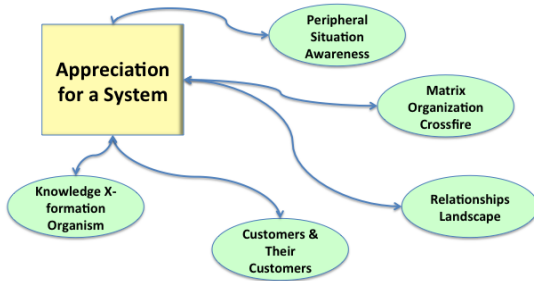 Peripheral
Situation
Awareness
Appreciation
for a System
Matrix
Organization
Crossfire
Knowledge X-
formation
Organism
Relationships
Landscape
Customers &
Their
Customers